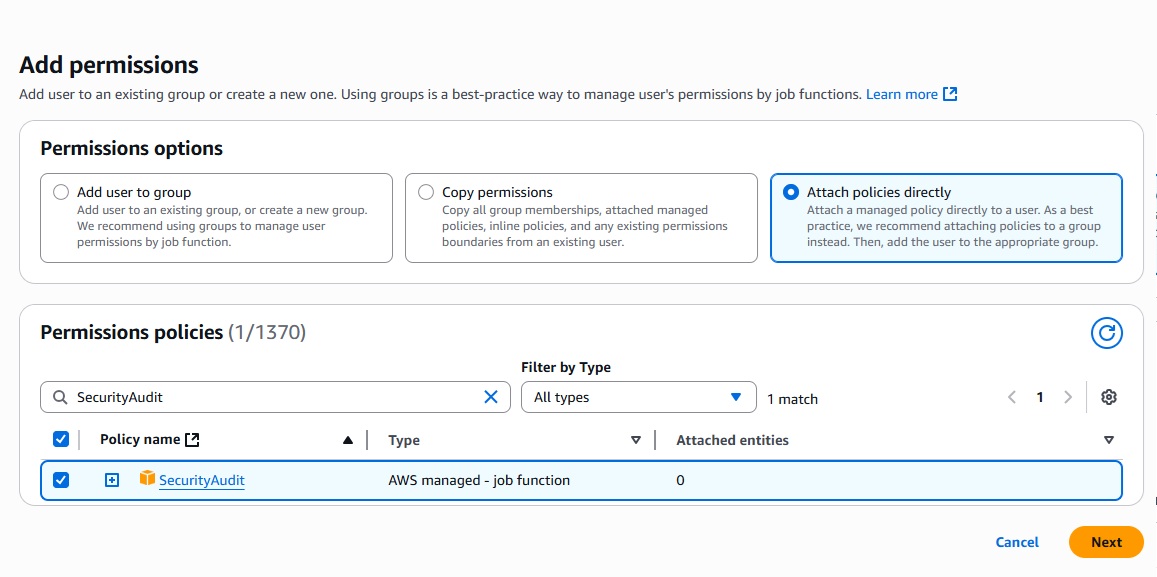 Add permissions
Add user to an existing group or create a new one. Using groups is a best-practice way to manage user's permissions by job functions. Learn more
Permissions options
Add user to group
Add user to an existing group, or create a new group.
We recommend using groups to manage user
permissions by job function.
Copy permissions
Copy all group memberships, attached managed
policies, inline policies, and any existing permissions
boundaries from an existing user.
Attach policies directly
Attach a managed policy directly to a user. As a best
practice, we recommend attaching policies to a group
instead. Then, add the user to the appropriate group.
Permissions policies (1/1370)
Filter by Type
SecurityAudit
All types
1 match
1
Policy name
Type
Attached entities
SecurityAudit
AWS managed - job function
0
Cancel
Next